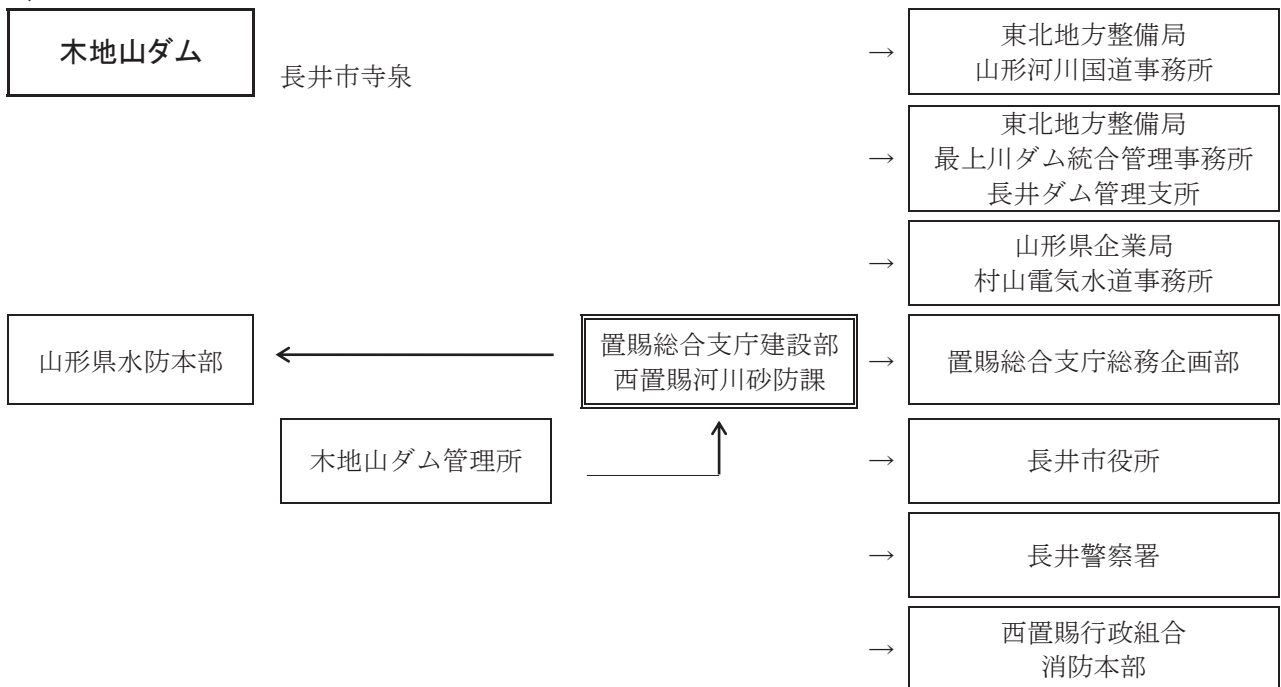 木地山ダム
長井市寺泉
→
東北地方整備局
山形河川国道事務所
→
東北地方整備局
最上川ダム統合管理事務所
長井ダム管理支所
→
山形県企業局
村山電気水道事務所
山形県水防本部
置賜総合支庁建設部
西置賜河川砂防課
→
置賜総合支庁総務企画部
木地山ダム管理所
→
長井市役所
→
長井警察署
→
西置賜行政組合
消防本部